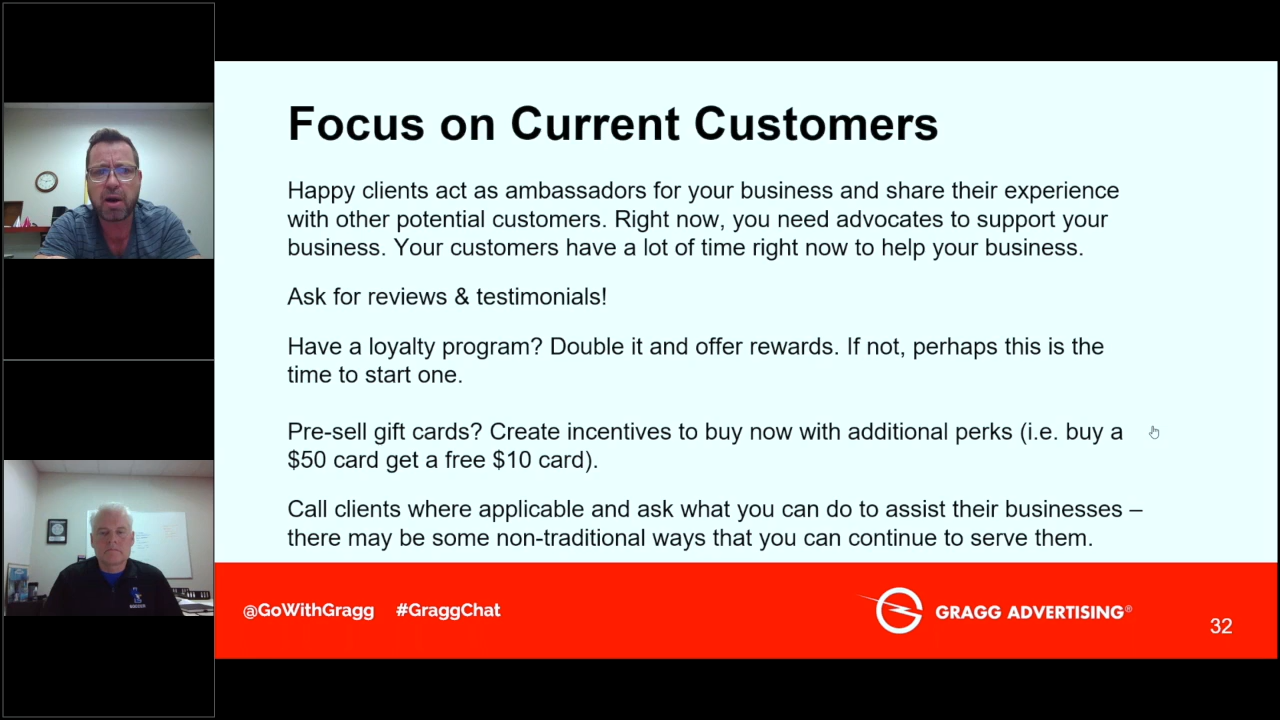 Focus on Current Customers
Happy clients act as ambassadors for your business and share their experience
with other potential customers. Right now, you need advocates to support your
business. Your customers have a lot of time right now to help your business.
Ask for reviews & testimonials!
Have a loyalty program? Double it and offer rewards. If not, perhaps this is the
time to start one.
Pre-sell gift cards? Create incentives to buy now with additional perks (i.e. buy a
$50 card get a free $10 card).
Call clients where applicable and ask what you can do to assist their businesses –
there may be some non-traditional ways that you can continue to serve them.
@GoWithGragg #GraggChat
GRAGG ADVERTISING®
32